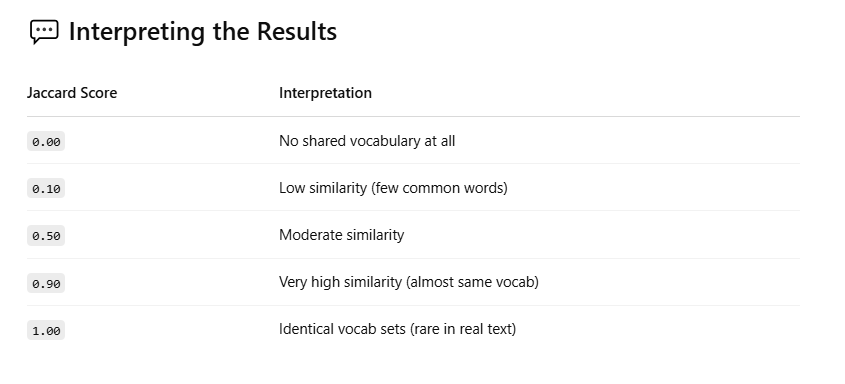 Interpreting the Results
Jaccard Score Interpretation
0.00 No shared vocabulary at all
0.10 Low similarity (few common words)
0.50 Moderate similarity
0.90 Very high similarity (almost same vocab)
1.00 Identical vocab sets (rare in real text)